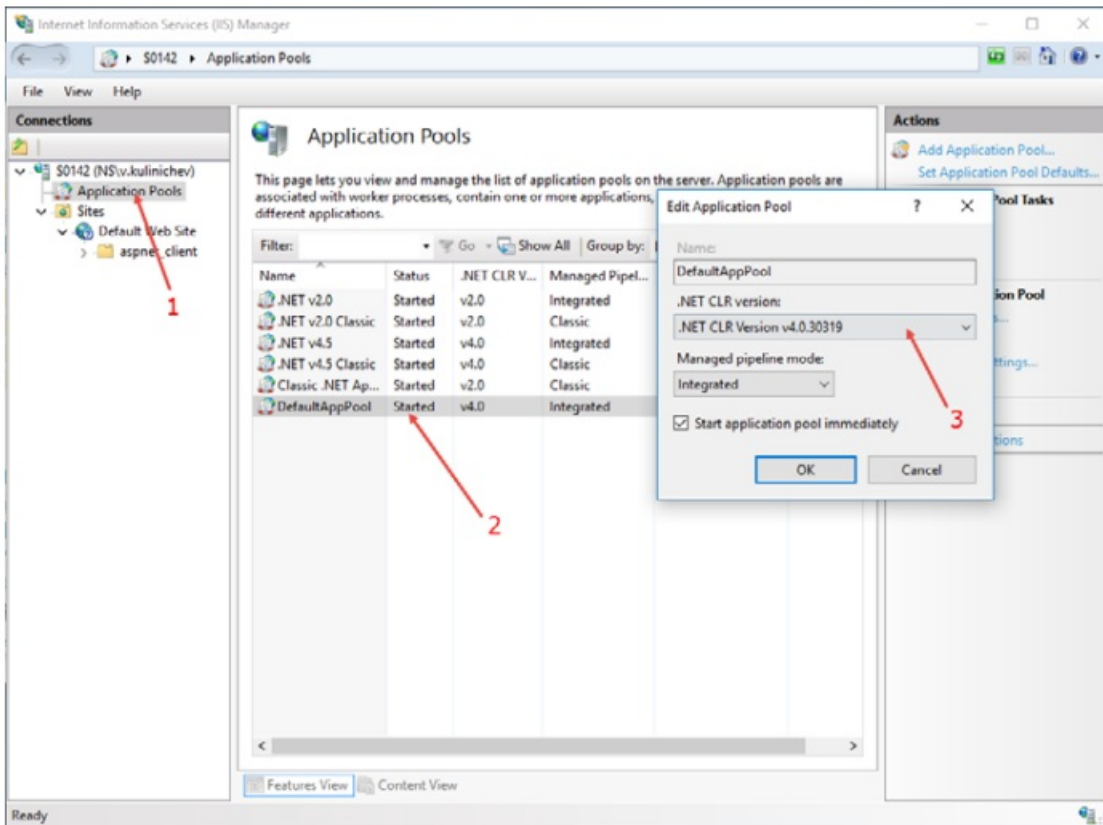 Internet Information Services (IIS) Manager
S0142 Application Pools
File View Help
Connections
S0142 (NS\v.kulinichev)
Application Pools
Sites
Default Web Site
aspnet_client
1
Application Pools
This page lets you view and manage the list of application pools on the server. Application pools are
associated with worker processes, contain one or more applications,
different applications.
Filter: Go Show All Group by:
Name Status .NET CLR V... Managed Pipel...
.NET v2.0 Started v2.0 Integrated
.NET v2.0 Classic Started v2.0 Classic
.NET v4.5 Started v4.0 Integrated
.NET v4.5 Classic Started v4.0 Classic
Classic .NET Ap... Started v2.0 Classic
DefaultAppPool Started v4.0 Integrated
2
Edit Application Pool ?
Name:
DefaultAppPool
.NET CLR version:
.NET CLR Version v4.0.30319
Managed pipeline mode:
Integrated
Start application pool immediately
3
OK Cancel
Actions
Add Application Pool...
Set Application Pool Defaults...
Pool Tasks
ion Pool
s...
ttings...
tions
Features View Content View
Ready